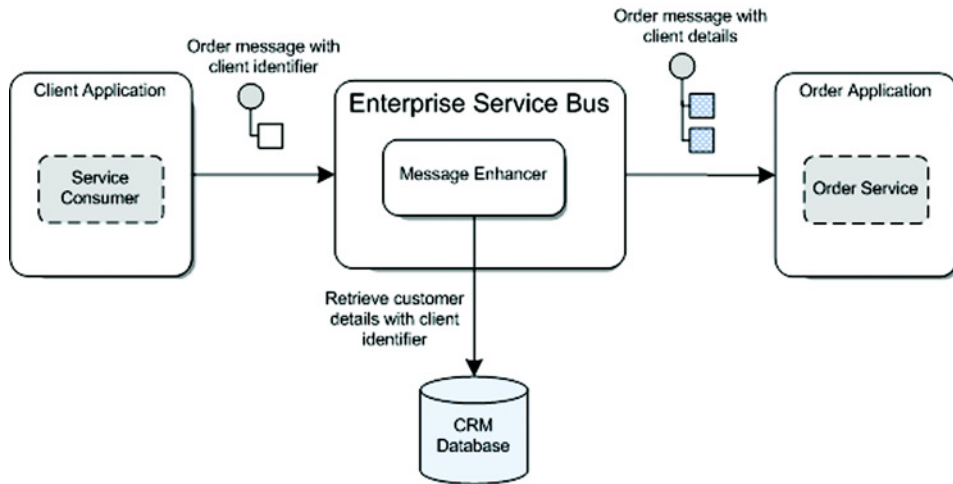 Order message with
client identifier
Order message with
client details
Client Application
Enterprise Service Bus
Order Application
Service
Consumer
Message Enhancer
Order Service
Retrieve customer
details with client
identifier
CRM
Database